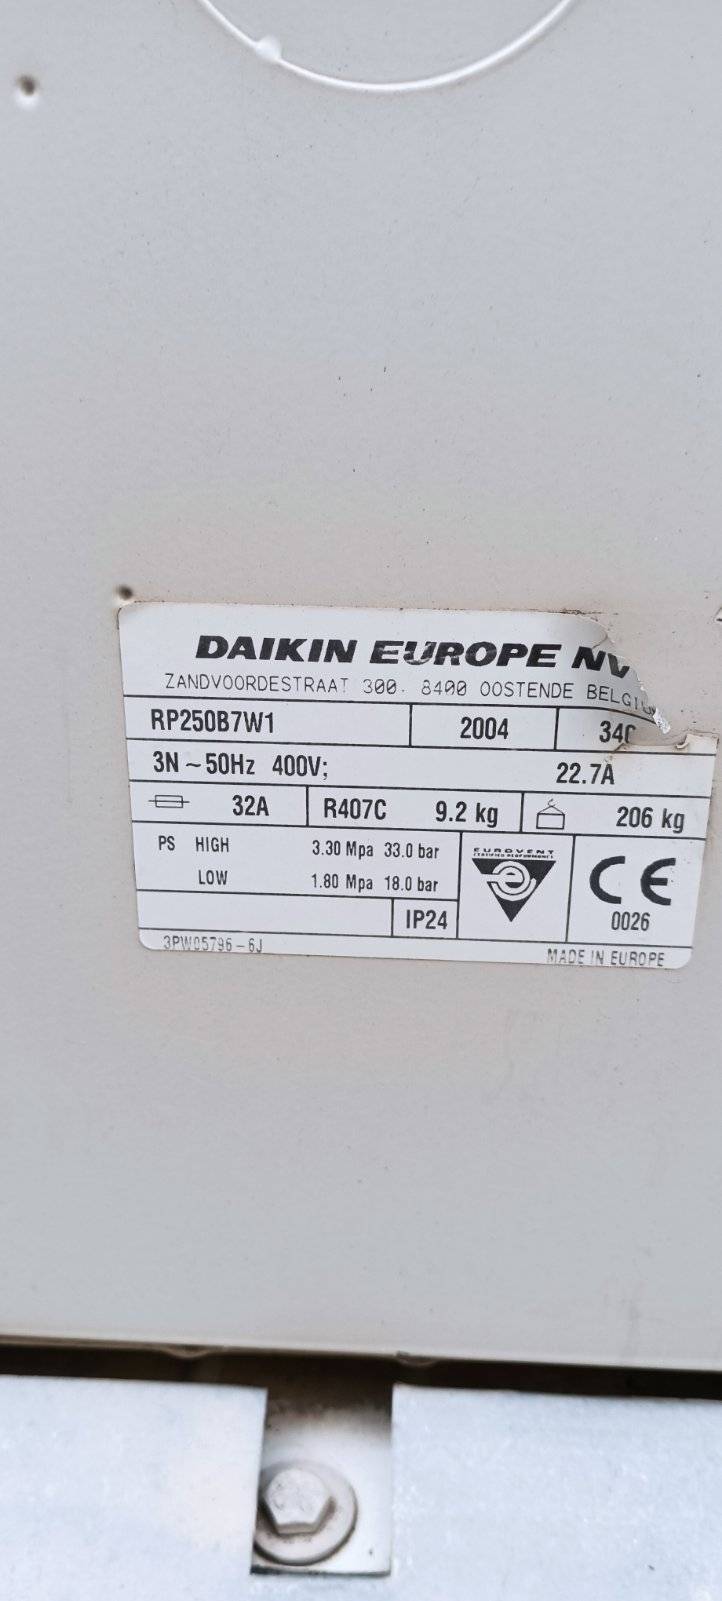 DAIKIN EUROPE NV
ZANDVOORDESTRAAT 300. 8400 OOSTENDE
RP250B7W1 2004
3N ~ 50Hz 400V; 22.7A
32A R407C 9.2 kg 206 kg
PS HIGH 3.30 Mpa 33.0 bar
LOW 1.80 Mpa 18.0 bar
EUROVENT
CERTIFIED PERFORMANCE
CE
0026
IP24
3PW05796-6J
MADE IN EUROPE